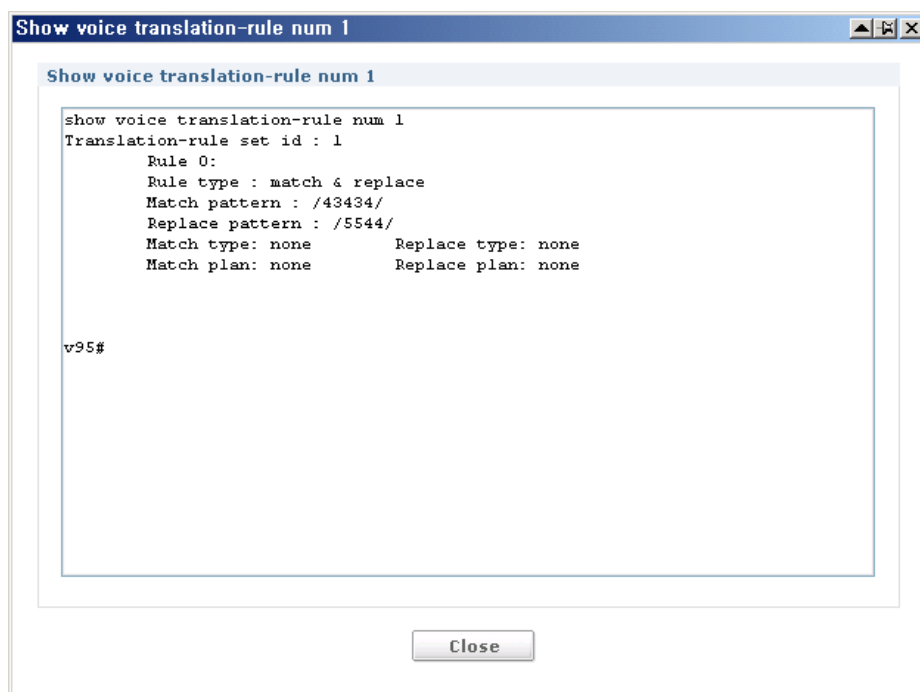 Show voice translation-rule num 1
Show voice translation-rule num 1
show voice translation-rule num 1
Translation-rule set id : 1
Rule 0:
Rule type : match & replace
Match pattern : /43434/
Replace pattern : /5544/
Match type: none Replace type: none
Match plan: none Replace plan: none
v95#
Close